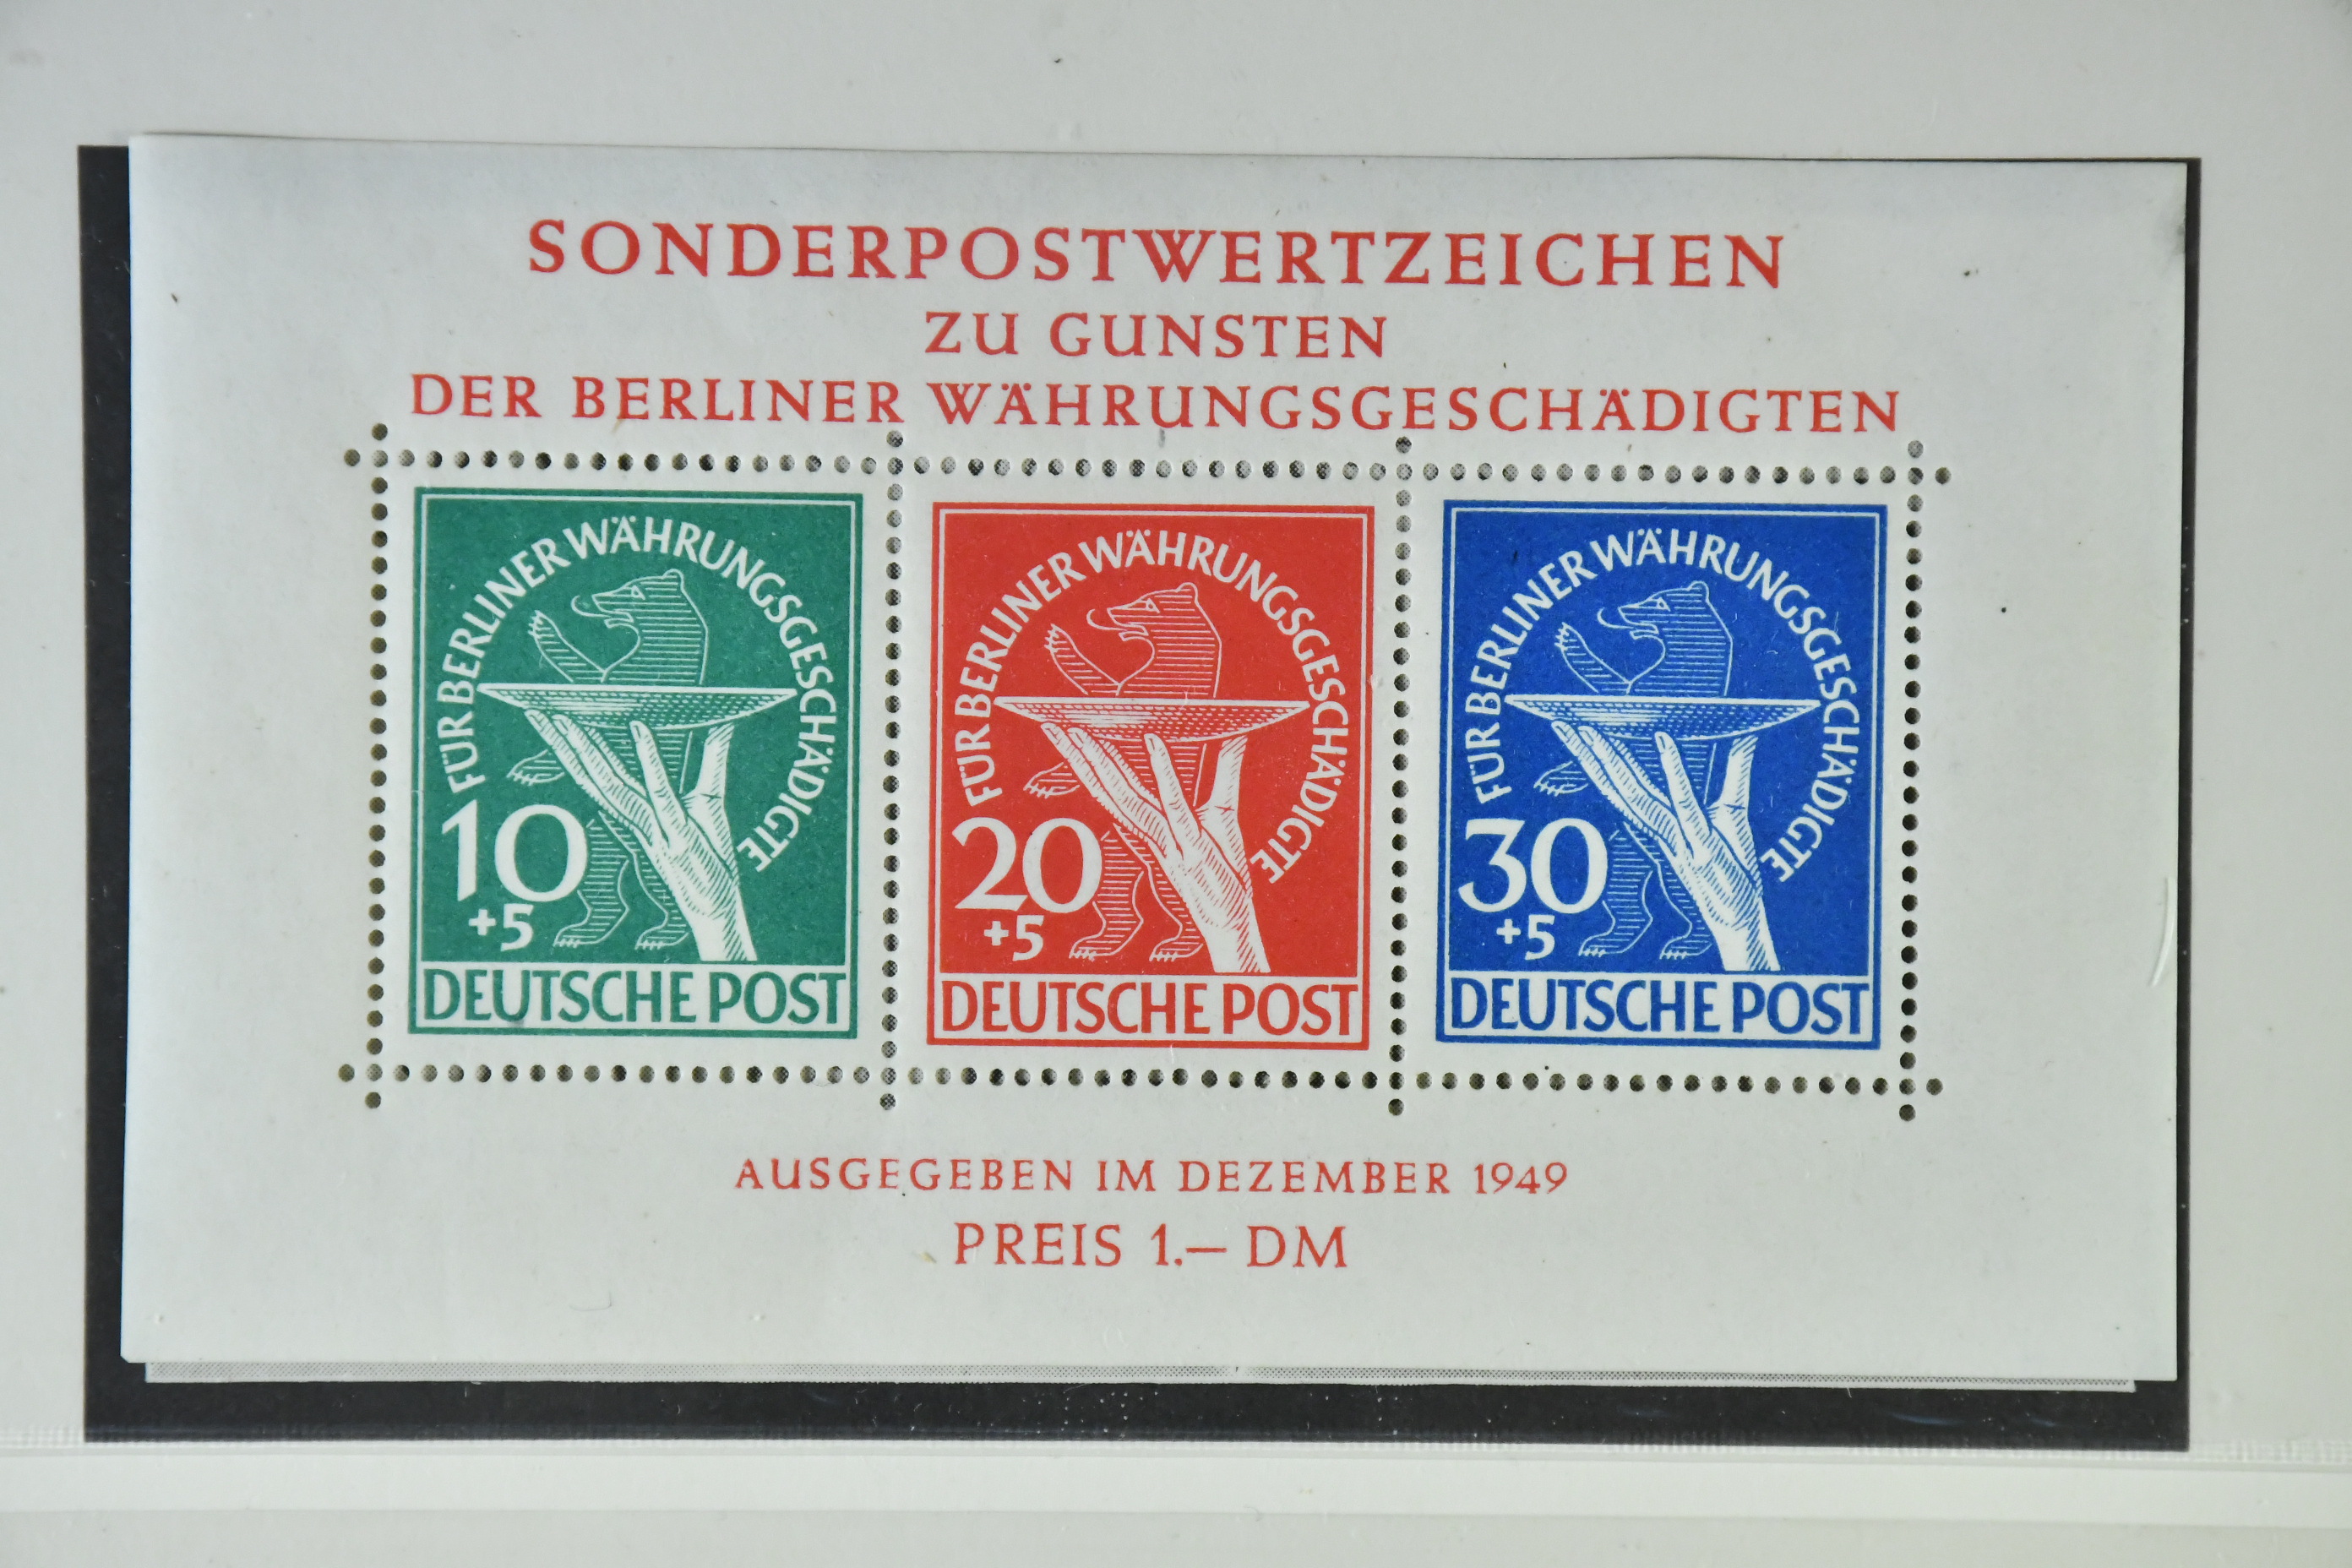 SONDERPOSTWERTZEICHEN
ZU GUNSTEN
DER BERLINER WÄHRUNGSGESCHÄDIGTEN
FÜR BERLINER WÄHRUNGSGESCHÄDIGTE
10
+5
DEUTSCHE POST
FÜR BERLINER WÄHRUNGSGESCHÄDIGTE
20
+5
DEUTSCHE POST
FÜR BERLINER WÄHRUNGSGESCHÄDIGTE
30
+5
DEUTSCHE POST
AUSGEGEBEN IM DEZEMBER 1949
PREIS 1.— DM